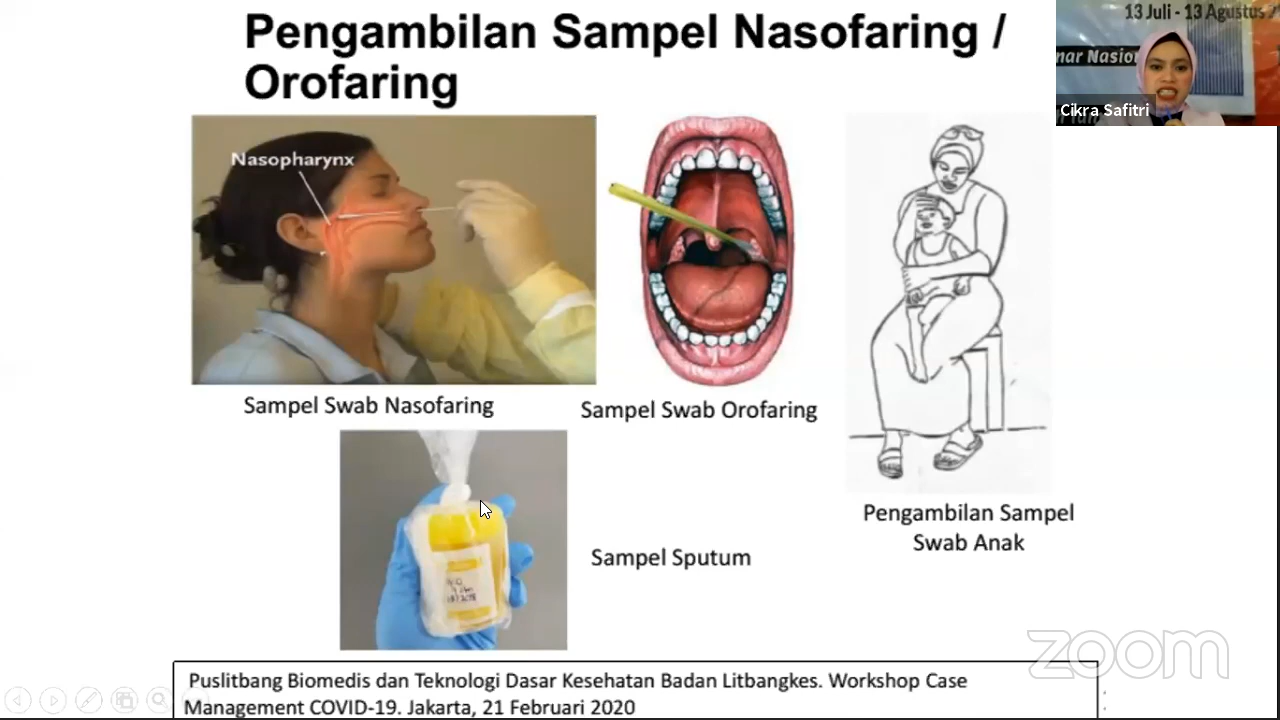 Pengambilan Sampel Nasofaring /
Orofaring
13 Juli - 13 Agustus
nar Nasion
Cikra Safitri
Nasopharynx
Sampel Swab Nasofaring
Sampel Swab Orofaring
Pengambilan Sampel
Swab Anak
Sampel Sputum
zoom
Puslitbang Biomedis dan Teknologi Dasar Kesehatan Badan Litbangkes. Workshop Case
Management COVID-19. Jakarta, 21 Februari 2020